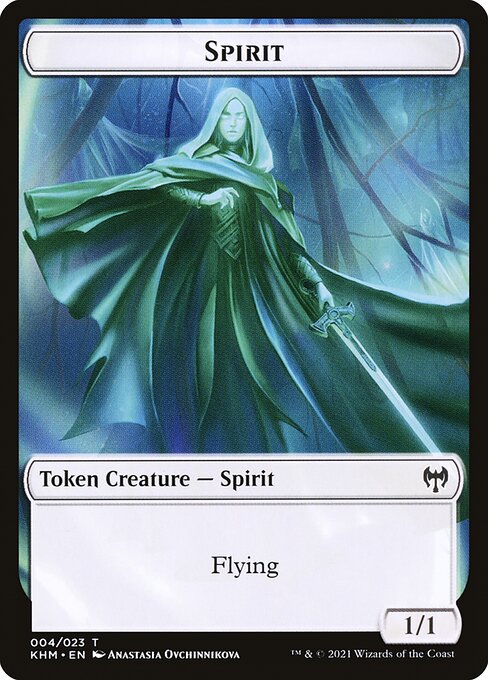 Spirit
Token Creature — Spirit
Flying
1/1
004/023 T
KHM • EN Anastasia Ovchinnikova
™ & © 2021 Wizards of the Coast